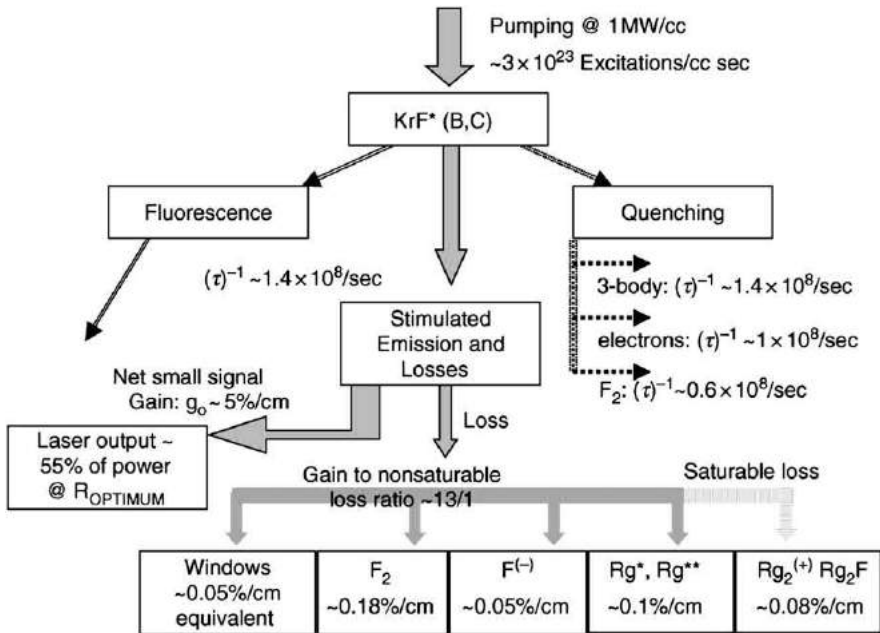 Pumping @ 1MW/cc
~3 × 10²³ Excitations/cc sec
KrF* (B,C)
Fluorescence
Quenching
(τ)⁻¹ ~1.4 × 10⁸/sec
3-body: (τ)⁻¹ ~1.4 × 10⁸/sec
electrons: (τ)⁻¹ ~1 × 10⁸/sec
F₂: (τ)⁻¹ ~0.6 × 10⁸/sec
Stimulated
Emission and
Losses
Net small signal
Gain: gₒ ~ 5%/cm
Loss
Laser output ~
55% of power
@ R_OPTIMUM
Gain to nonsaturable
loss ratio ~13/1
Saturable loss
Windows
~0.05%/cm
equivalent
F₂
~0.18%/cm
F⁽⁻⁾
~0.05%/cm
Rg*, Rg**
~0.1%/cm
Rg₂⁽⁺⁾ Rg₂F
~0.08%/cm